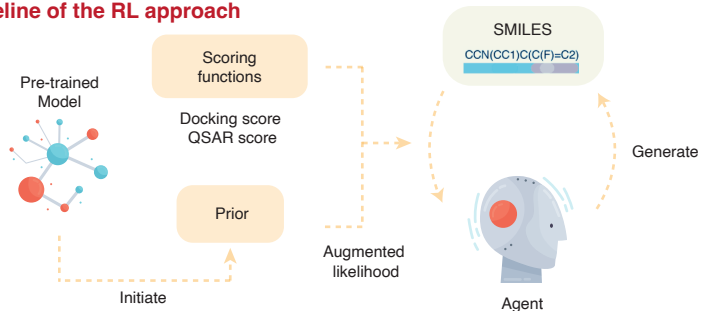 eline of the RL approach
SMILES
CCN(CC1)C(C(F)=C2)
Scoring
functions
Pre-trained
Model
Docking score
QSAR score
Generate
Prior
Augmented
likelihood
Initiate
Agent